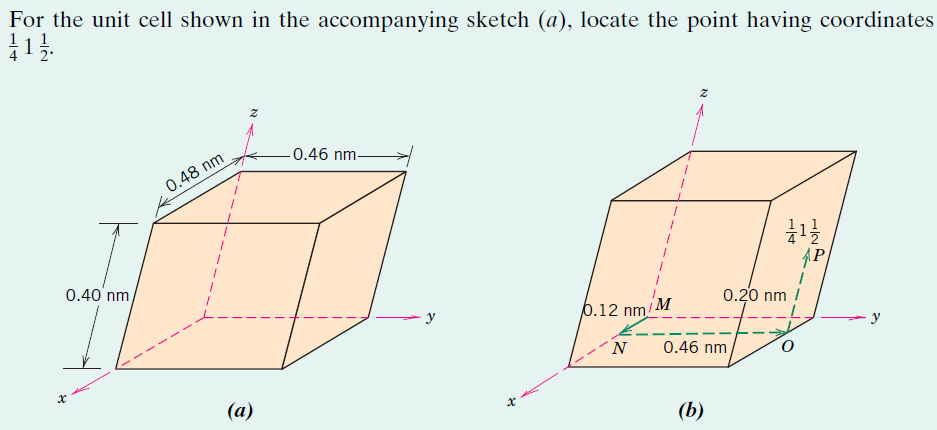 For the unit cell shown in the accompanying sketch (a), locate the point having coordinates
1/4 1 1/2.
z
0.48 nm
0.46 nm
0.40 nm
y
x
(a)
z
1/4 1 1/2
P
0.20 nm
0.12 nm
M
y
N
0.46 nm
O
x
(b)